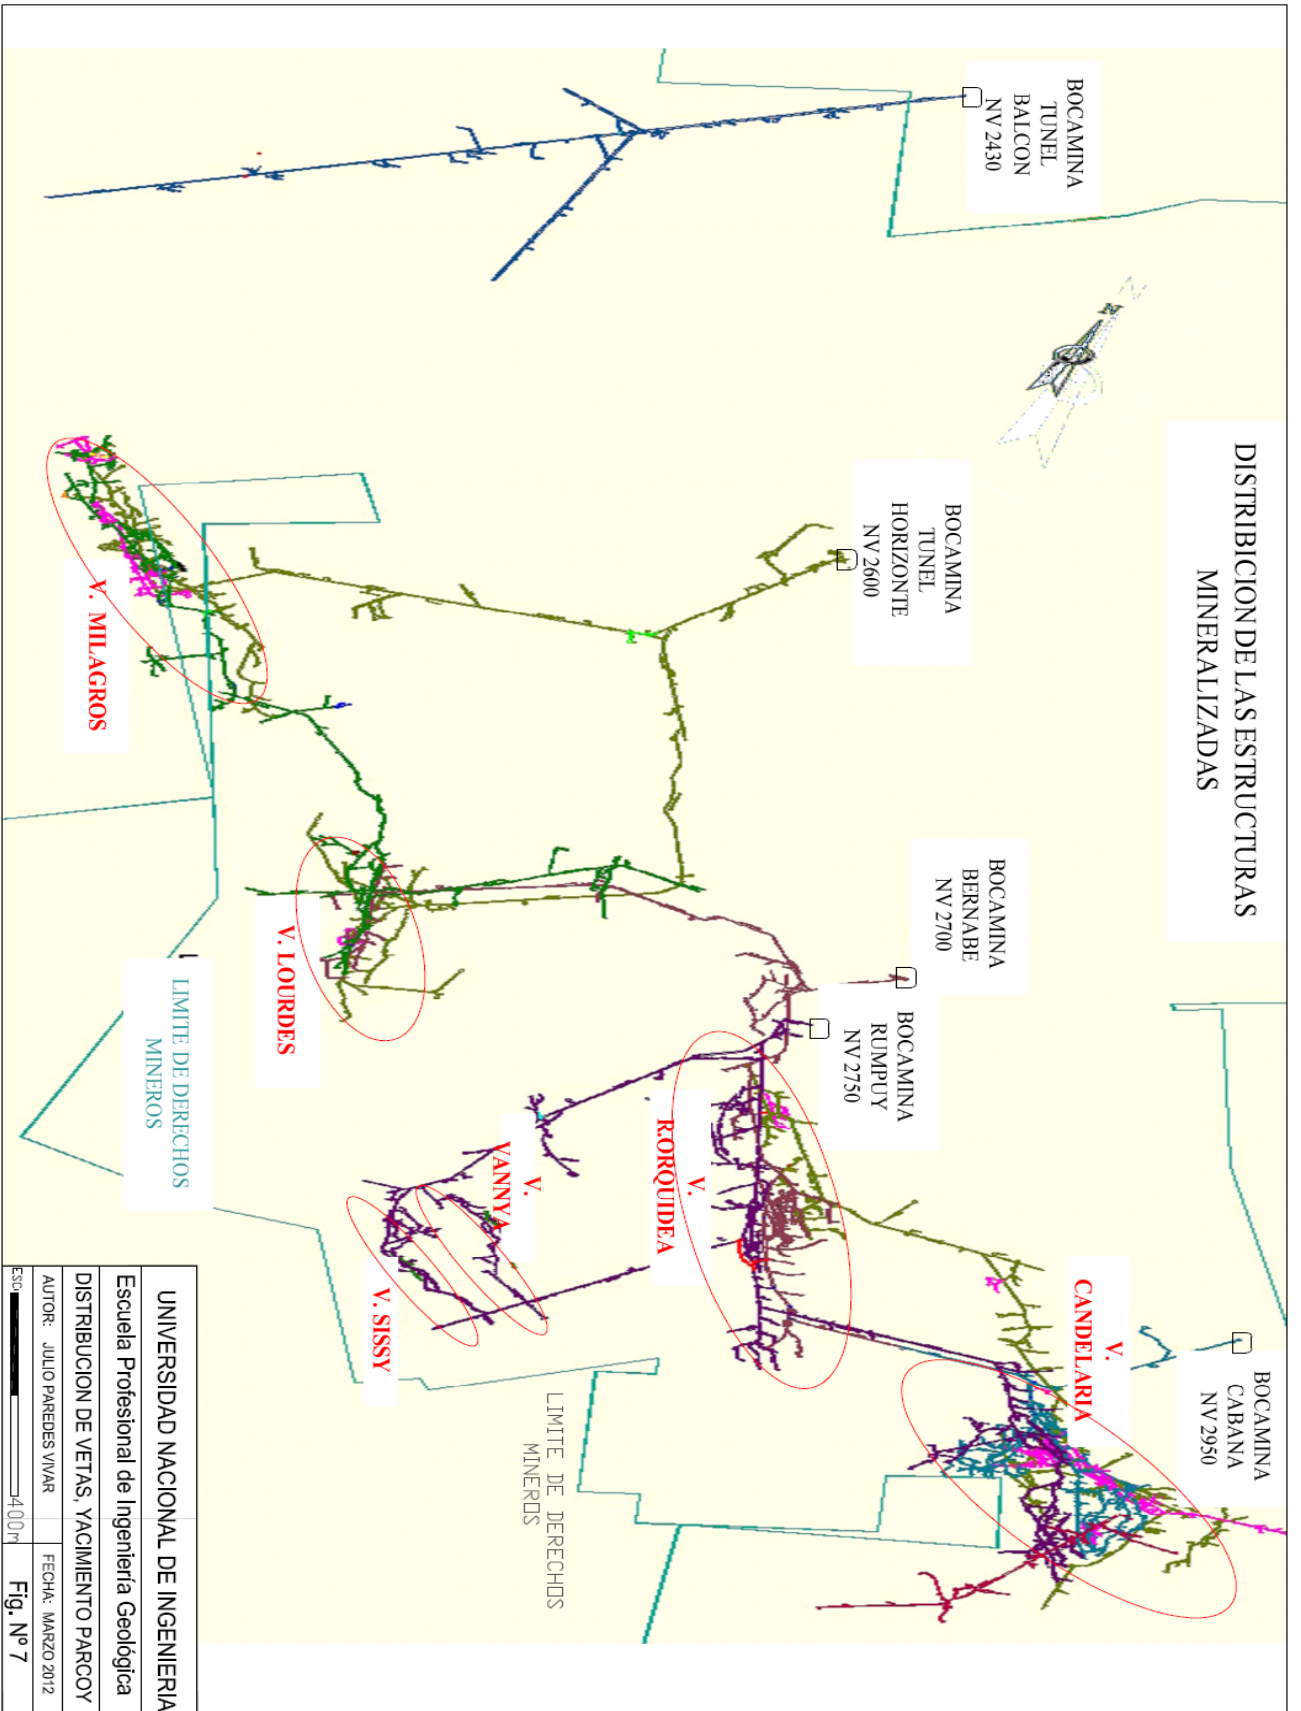 DISTRIBICION DE LAS ESTRUCTURAS
MINERALIZADAS
BOCAMINA
TUNEL
BALCON
NV 2430
N
N
BOCAMINA
TUNEL
HORIZONTE
NV 2600
BOCAMINA
BERNABE
NV 2700
BOCAMINA
RUMPUY
NV 2750
BOCAMINA
CABANA
NV 2950
V.
CANDELARIA
V.
R.ORQUIDEA
V.
VANNYA
V. SISSY
V. LOURDES
V. MILAGROS
LIMITE DE DERECHOS
MINEROS
LIMITE DE DERECHOS
MINEROS
UNIVERSIDAD NACIONAL DE INGENIERIA
Escuela Profesional de Ingeniería Geológica
DISTRIBUCION DE VETAS, YACIMIENTO PARCOY
AUTOR: JULIO PAREDES VIVAR
FECHA: MARZO 2012
ESC:
400m
Fig. N° 7